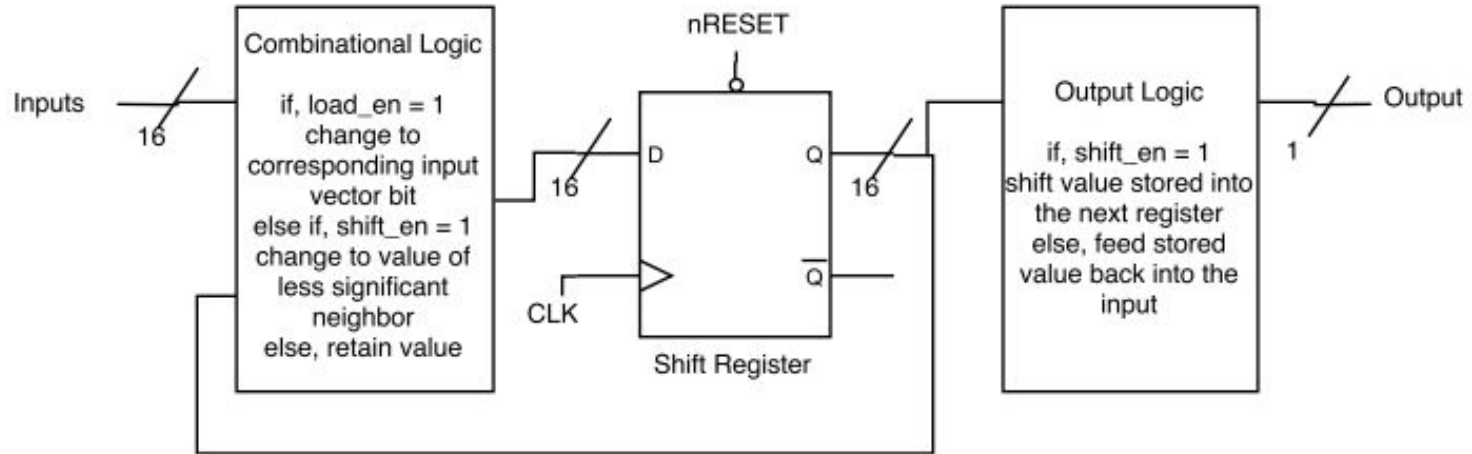 nRESET
Combinational Logic
if, load_en = 1
change to
corresponding input
vector bit
else if, shift_en = 1
change to value of
less significant
neighbor
else, retain value
Inputs
16
16
D
Q
Q
CLK
Shift Register
16
Output Logic
if, shift_en = 1
shift value stored into
the next register
else, feed stored
value back into the
input
1
Output